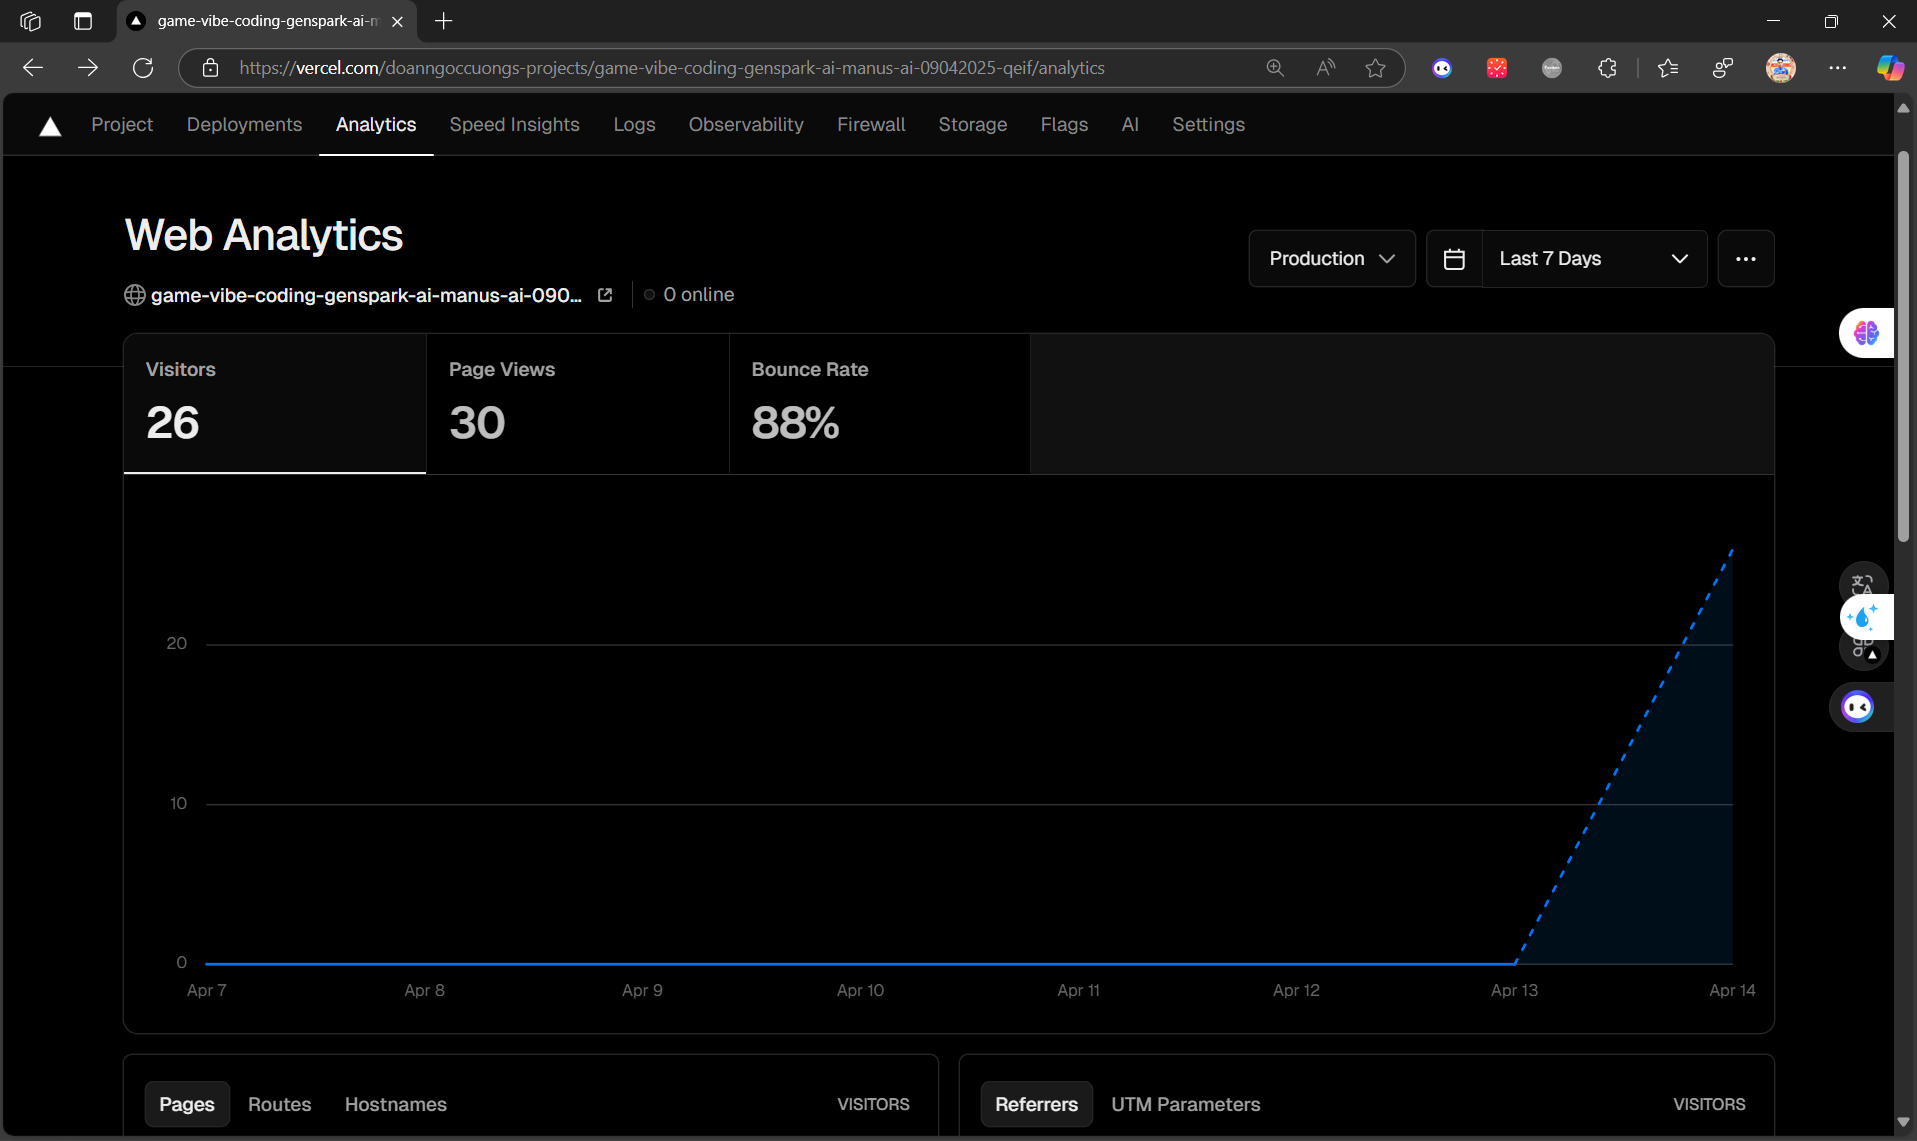 game-vibe-coding-genspark-ai-m
https://vercel.com/doanngoccuongs-projects/game-vibe-coding-genspark-ai-manus-ai-09042025-qeif/analytics
Project Deployments Analytics Speed Insights Logs Observability Firewall Storage Flags AI Settings
Web Analytics
Production Last 7 Days
game-vibe-coding-genspark-ai-manus-ai-090... 0 online
Visitors Page Views Bounce Rate
26 30 88%
20
10
0
Apr 7 Apr 8 Apr 9 Apr 10 Apr 11 Apr 12 Apr 13 Apr 14
Pages Routes Hostnames VISITORS Referrers UTM Parameters VISITORS